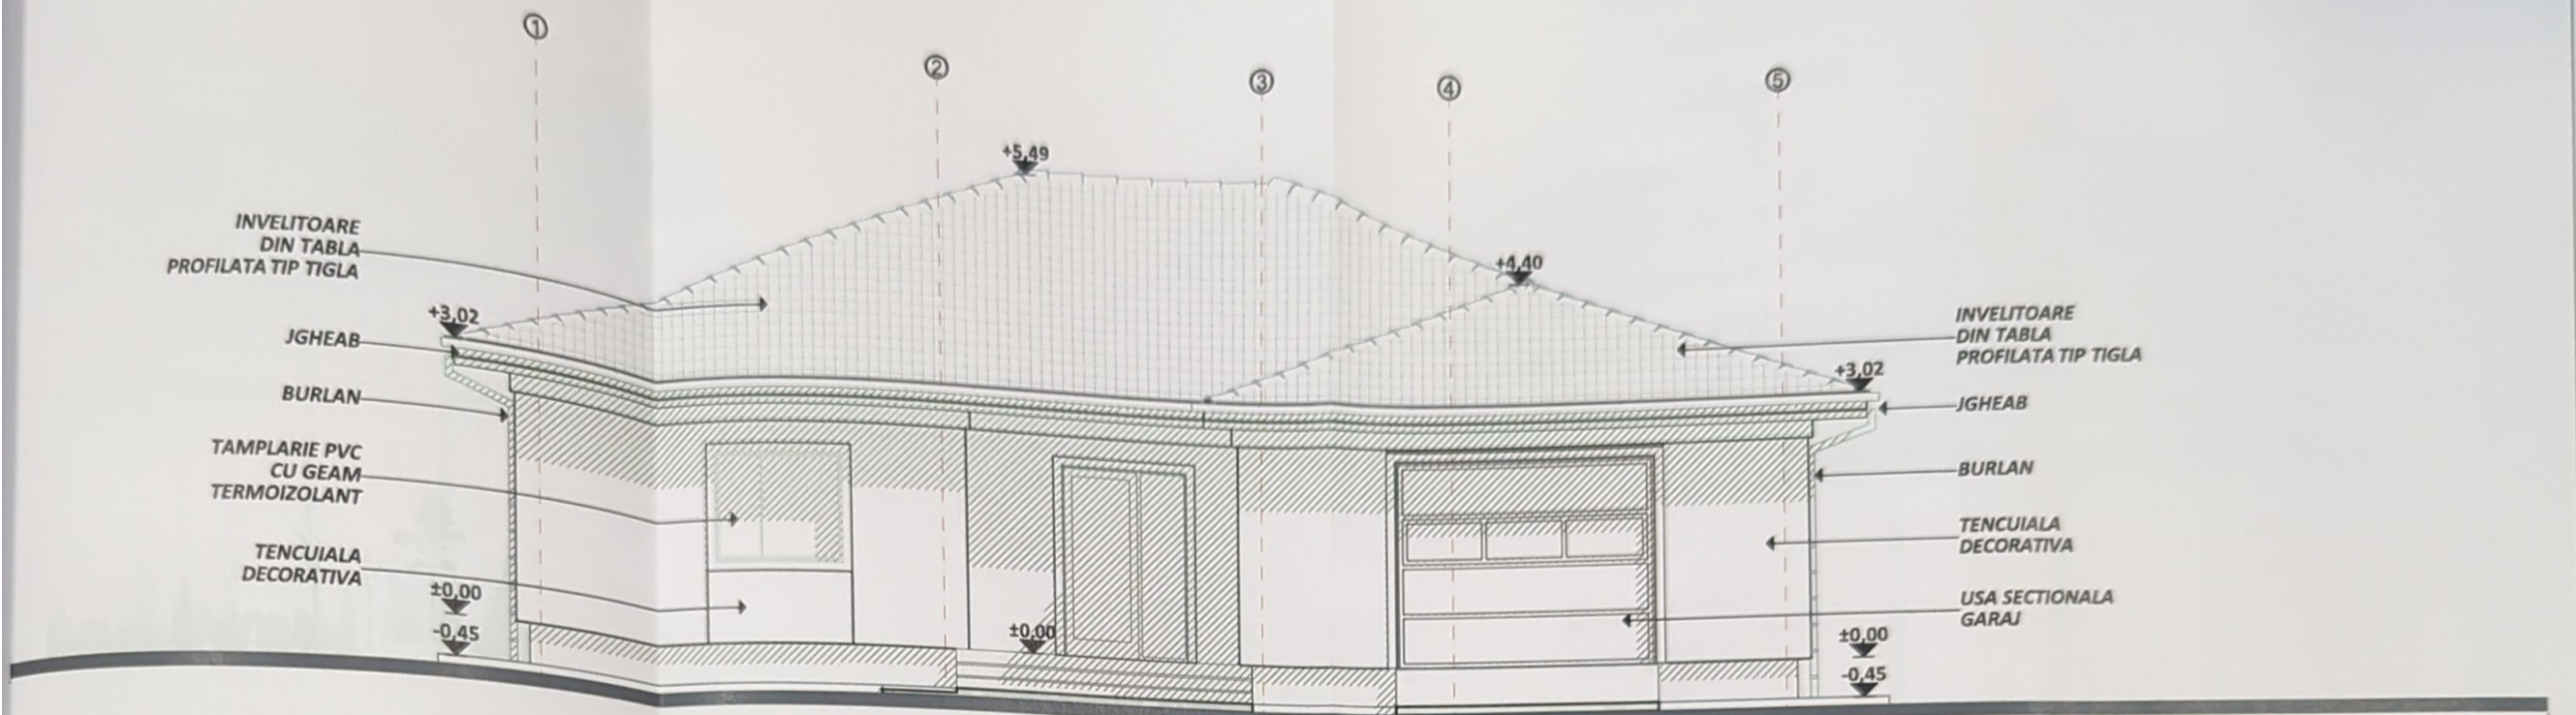 1
2
3
4
5
+5,49
+4,40
INVELITOARE
DIN TABLA
PROFILATA TIP TIGLA
+3,02
JGHEAB
BURLAN
TAMPLARIE PVC
CU GEAM
TERMOIZOLANT
TENCUIALA
DECORATIVA
±0,00
-0,45
±0,00
INVELITOARE
DIN TABLA
PROFILATA TIP TIGLA
+3,02
JGHEAB
BURLAN
TENCUIALA
DECORATIVA
USA SECTIONALA
GARAJ
±0,00
-0,45